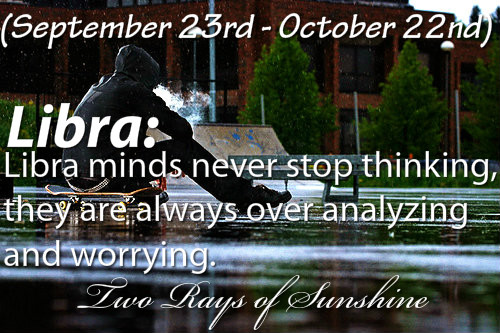 (September 23rd - October 22nd)
Libra:
Libra minds never stop thinking,
they are always over analyzing
and worrying.
Two Rays of Sunshine